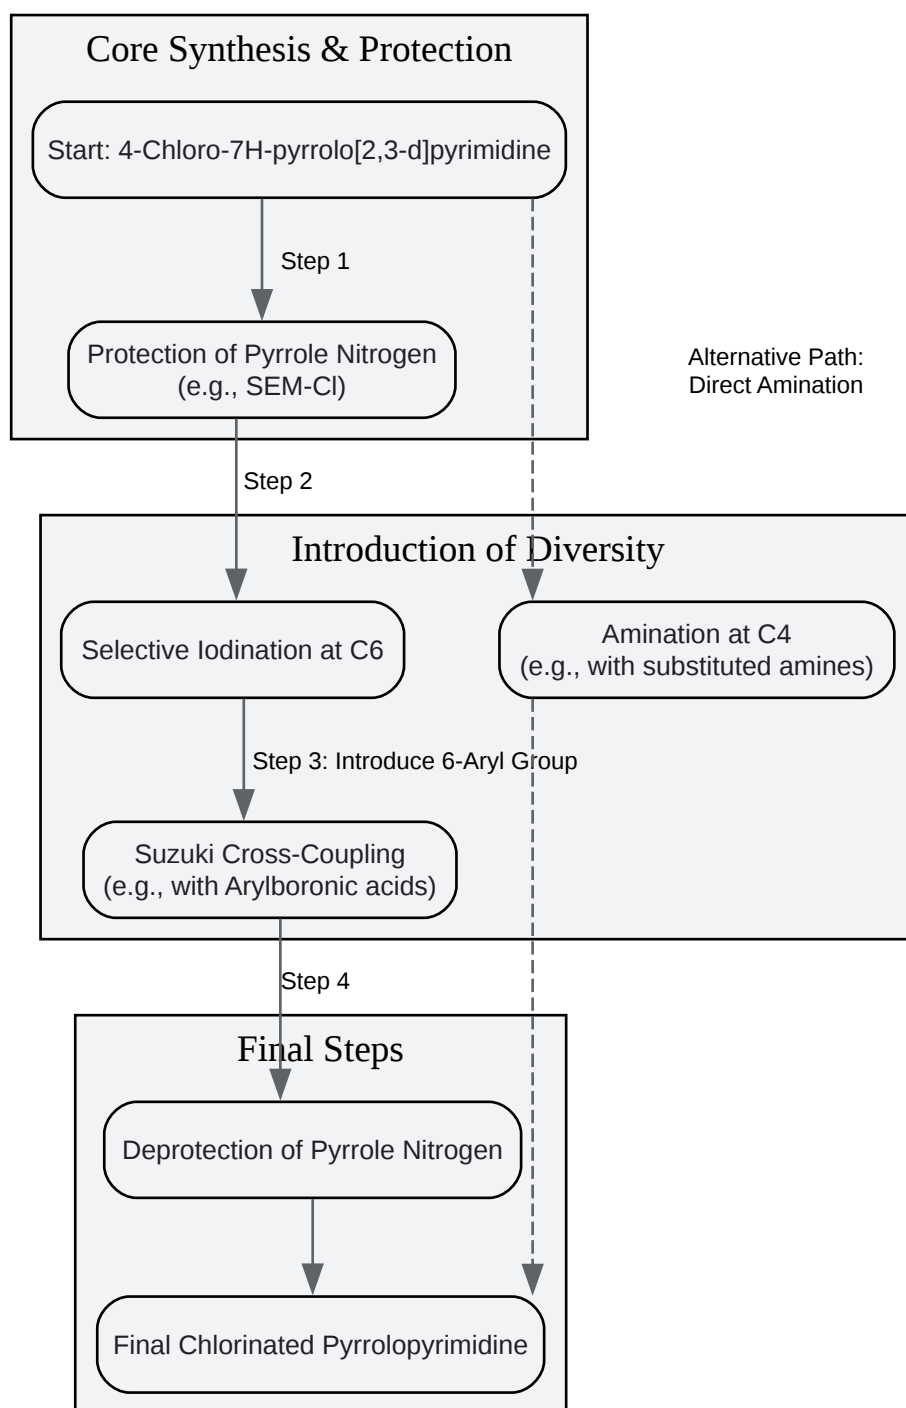 Core Synthesis & Protection
Start: 4-Chloro-7H-pyrrolo[2,3-d]pyrimidine
Step 1
Protection of Pyrrole Nitrogen
(e.g., SEM-Cl)
Alternative Path:
Direct Amination
Step 2
Introduction of Diversity
Selective Iodination at C6
Amination at C4
(e.g., with substituted amines)
Step 3: Introduce 6-Aryl Group
Suzuki Cross-Coupling
(e.g., with Arylboronic acids)
Step 4
Final Steps
Deprotection of Pyrrole Nitrogen
Final Chlorinated Pyrrolopyrimidine